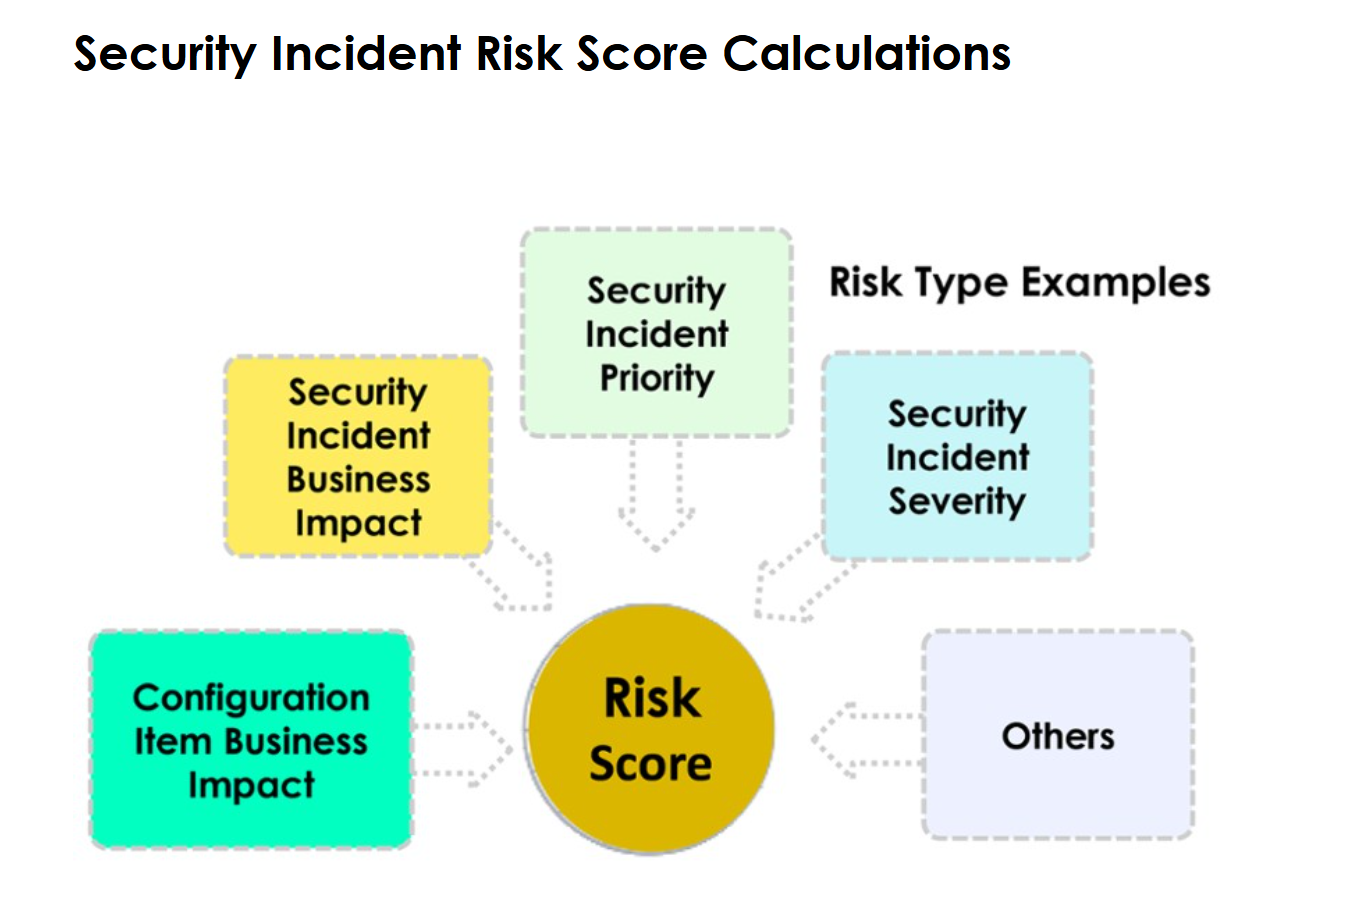 Security Incident Risk Score Calculations
Security
Incident
Priority
Risk Type Examples
Security
Incident
Business
Impact
Security
Incident
Severity
Configuration
Item Business
Impact
Risk
Score
Others